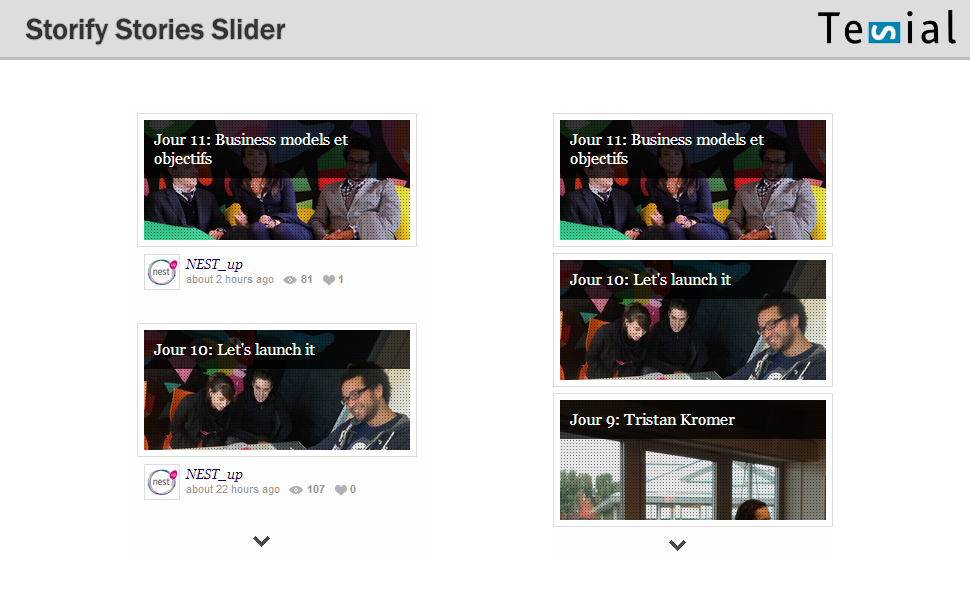 Storify Stories Slider
Tesial
Jour 11: Business models et
objectifs
nest up
NEST_up
about 2 hours ago 81 1
Jour 10: Let's launch it
nest up
NEST_up
about 22 hours ago 107 0
Jour 11: Business models et
objectifs
Jour 10: Let's launch it
Jour 9: Tristan Kromer